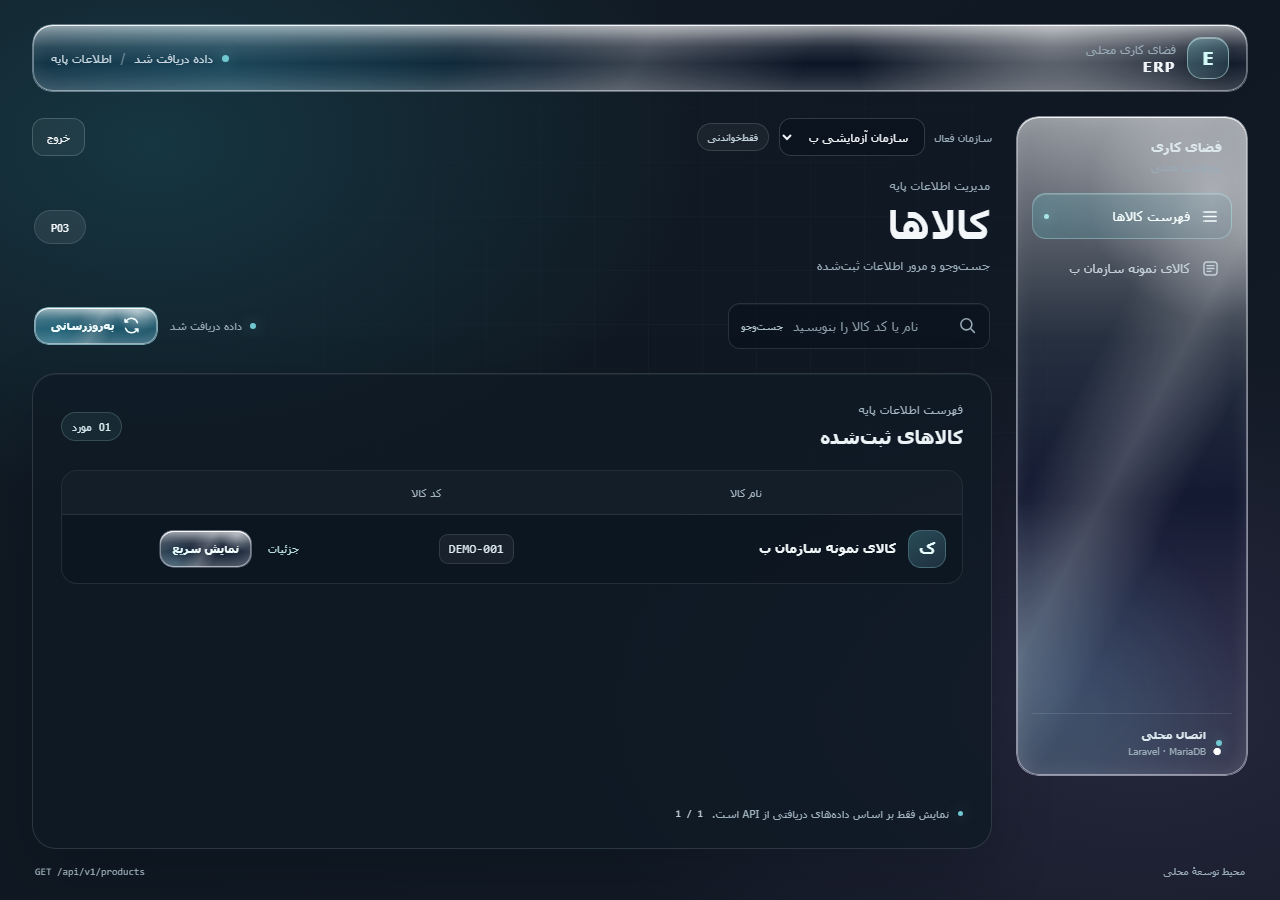 E
فضای کاری محلی
ERP
داده دریافت شد / اطلاعات پایه
فضای کاری
فهرست کالاها
کالای نمونه سازمان ب
اتصال محلی
Laravel · MariaDB
سازمان فعال
سازمان آزمایشی ب
فقط‌خواندنی
خروج
مدیریت اطلاعات پایه
کالاها
P03
جست‌وجو و مرور اطلاعات ثبت‌شده
نام یا کد کالا را بنویسید
جست‌وجو
داده دریافت شد
به‌روزرسانی
فهرست اطلاعات پایه
کالاهای ثبت‌شده
01 مورد
نام کالا
کد کالا
ک
کالای نمونه سازمان ب
DEMO-001
جزئیات
نمایش سریع
نمایش فقط بر اساس داده‌های دریافتی از API است.
1 / 1
محیط توسعهٔ محلی
GET /api/v1/products